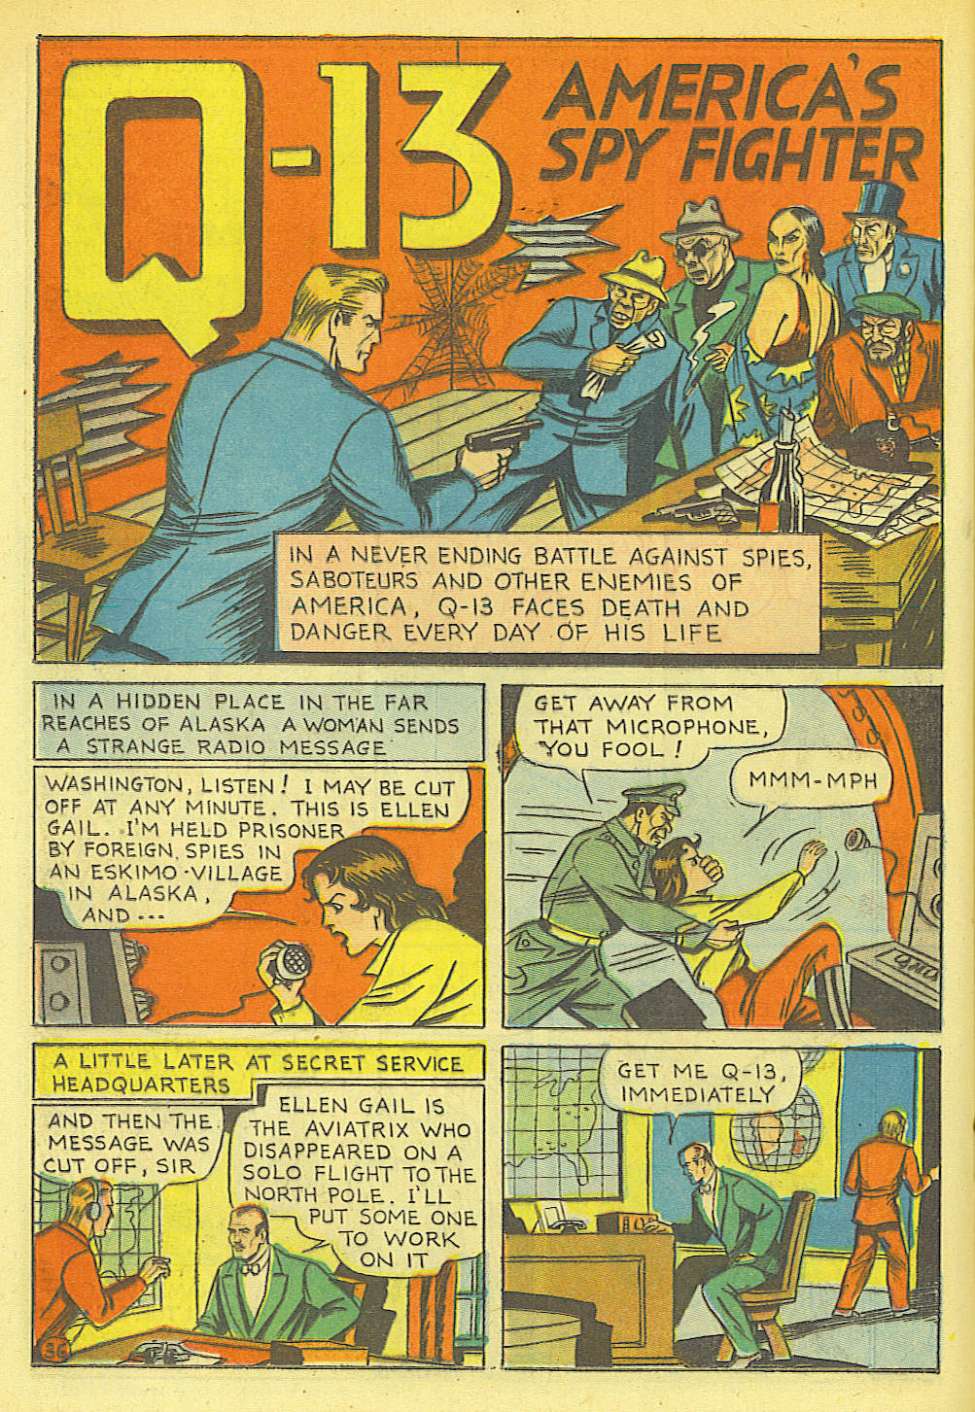 Q-13
AMERICA'S
SPY FIGHTER
IN A NEVER ENDING BATTLE AGAINST SPIES,
SABOTEURS AND OTHER ENEMIES OF
AMERICA, Q-13 FACES DEATH AND
DANGER EVERY DAY OF HIS LIFE
IN A HIDDEN PLACE IN THE FAR
REACHES OF ALASKA A WOMAN SENDS
A STRANGE RADIO MESSAGE
WASHINGTON, LISTEN! I MAY BE CUT
OFF AT ANY MINUTE. THIS IS ELLEN
GAIL. I'M HELD PRISONER
BY FOREIGN SPIES IN
AN ESKIMO-VILLAGE
IN ALASKA,
AND ---
GET AWAY FROM
THAT MICROPHONE,
YOU FOOL!
MMM-MPH
A LITTLE LATER AT SECRET SERVICE
HEADQUARTERS
AND THEN THE
MESSAGE WAS
CUT OFF, SIR
ELLEN GAIL IS
THE AVIATRIX WHO
DISAPPEARED ON A
SOLO FLIGHT TO THE
NORTH POLE. I'LL
PUT SOME ONE
TO WORK
ON IT
GET ME Q-13,
IMMEDIATELY
36